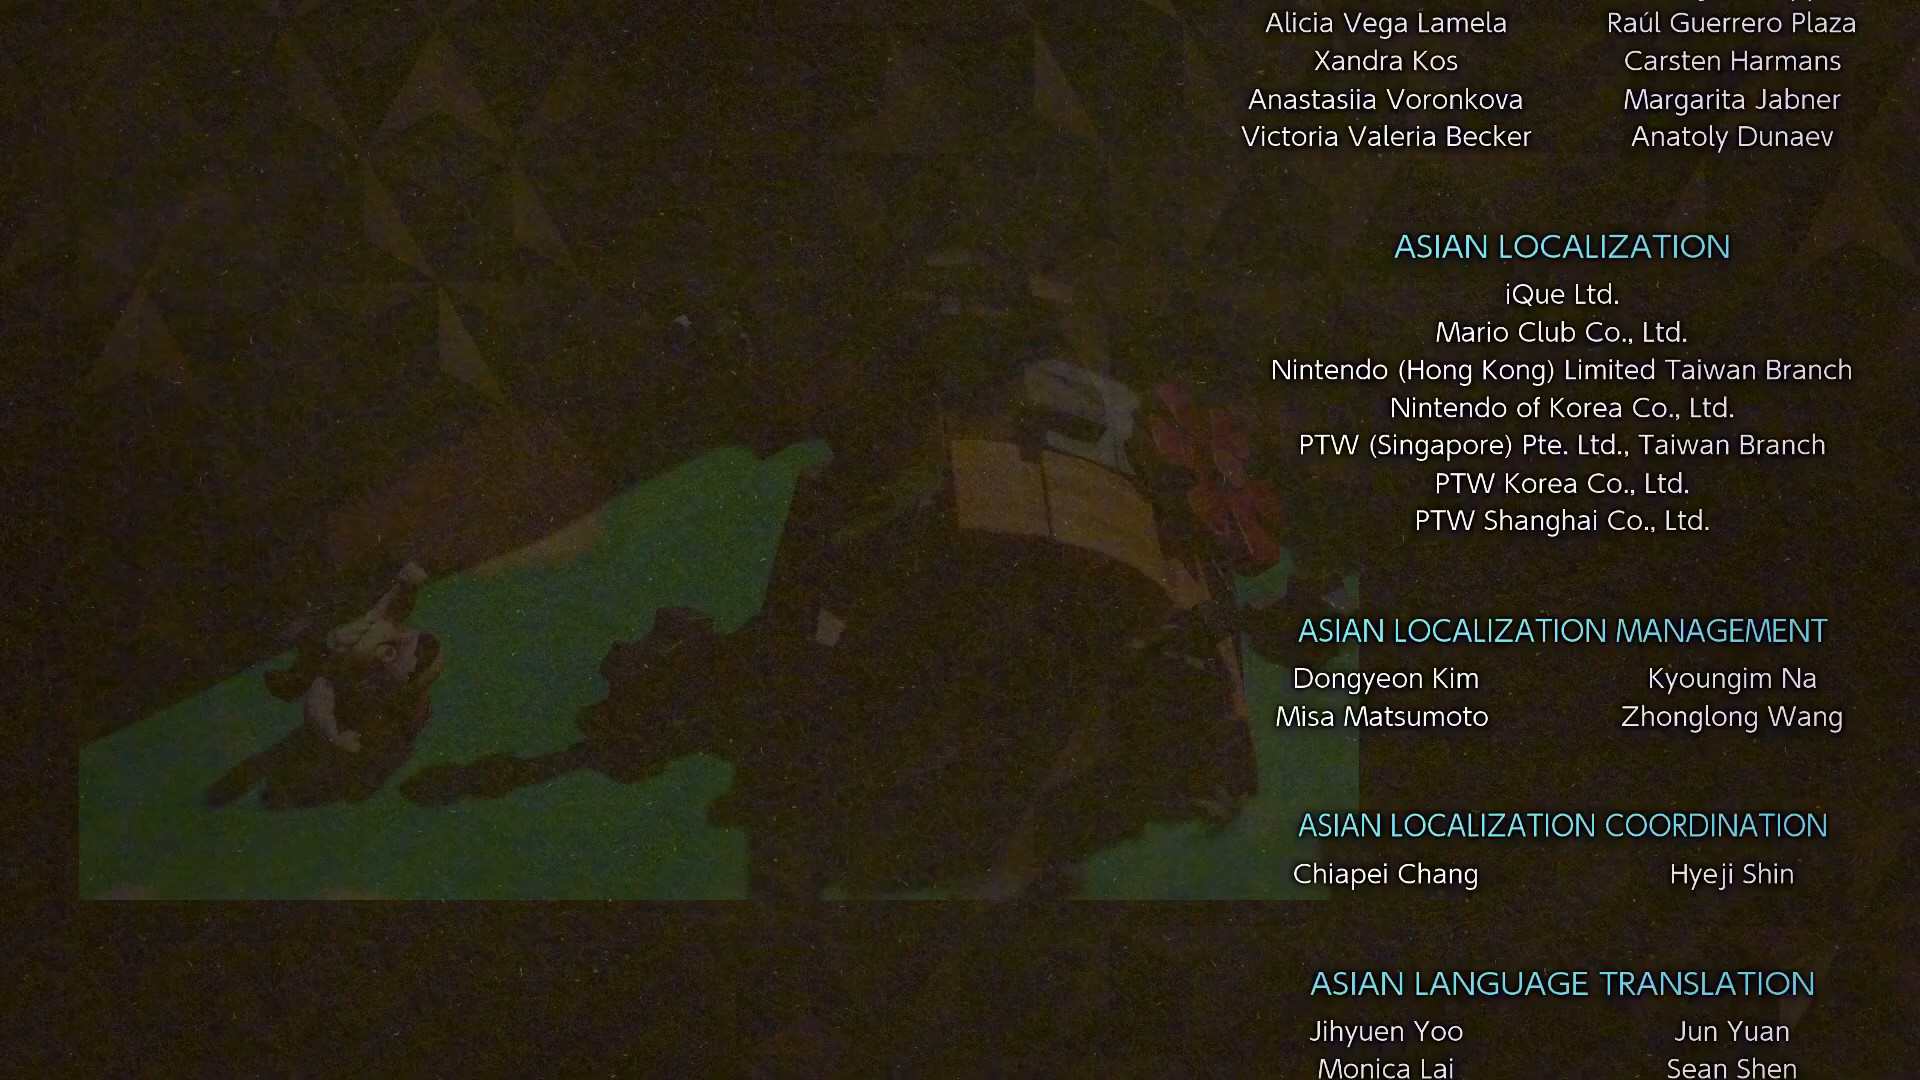 Alicia Vega Lamela Raúl Guerrero Plaza
Xandra Kos Carsten Harmans
Anastasiia Voronkova Margarita Jabner
Victoria Valeria Becker Anatoly Dunaev
ASIAN LOCALIZATION
iQue Ltd.
Mario Club Co., Ltd.
Nintendo (Hong Kong) Limited Taiwan Branch
Nintendo of Korea Co., Ltd.
PTW (Singapore) Pte. Ltd., Taiwan Branch
PTW Korea Co., Ltd.
PTW Shanghai Co., Ltd.
ASIAN LOCALIZATION MANAGEMENT
Dongyeon Kim Kyoungim Na
Misa Matsumoto Zhonglong Wang
ASIAN LOCALIZATION COORDINATION
Chiapei Chang Hyeji Shin
ASIAN LANGUAGE TRANSLATION
Jihyuen Yoo Jun Yuan
Monica Lai Sean Shen